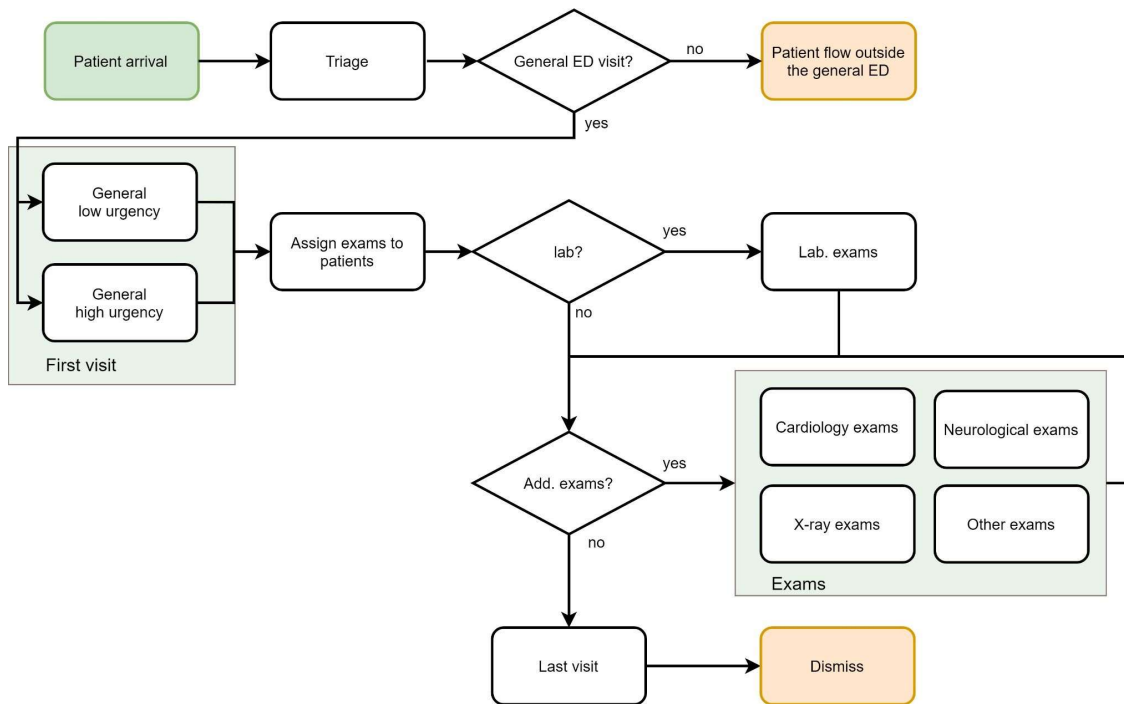 Patient arrival
Triage
General ED visit?
no
Patient flow outside
the general ED
yes
General
low urgency
General
high urgency
First visit
Assign exams to
patients
lab?
yes
Lab. exams
no
Add. exams?
yes
Cardiology exams
Neurological exams
X-ray exams
Other exams
Exams
no
Last visit
Dismiss